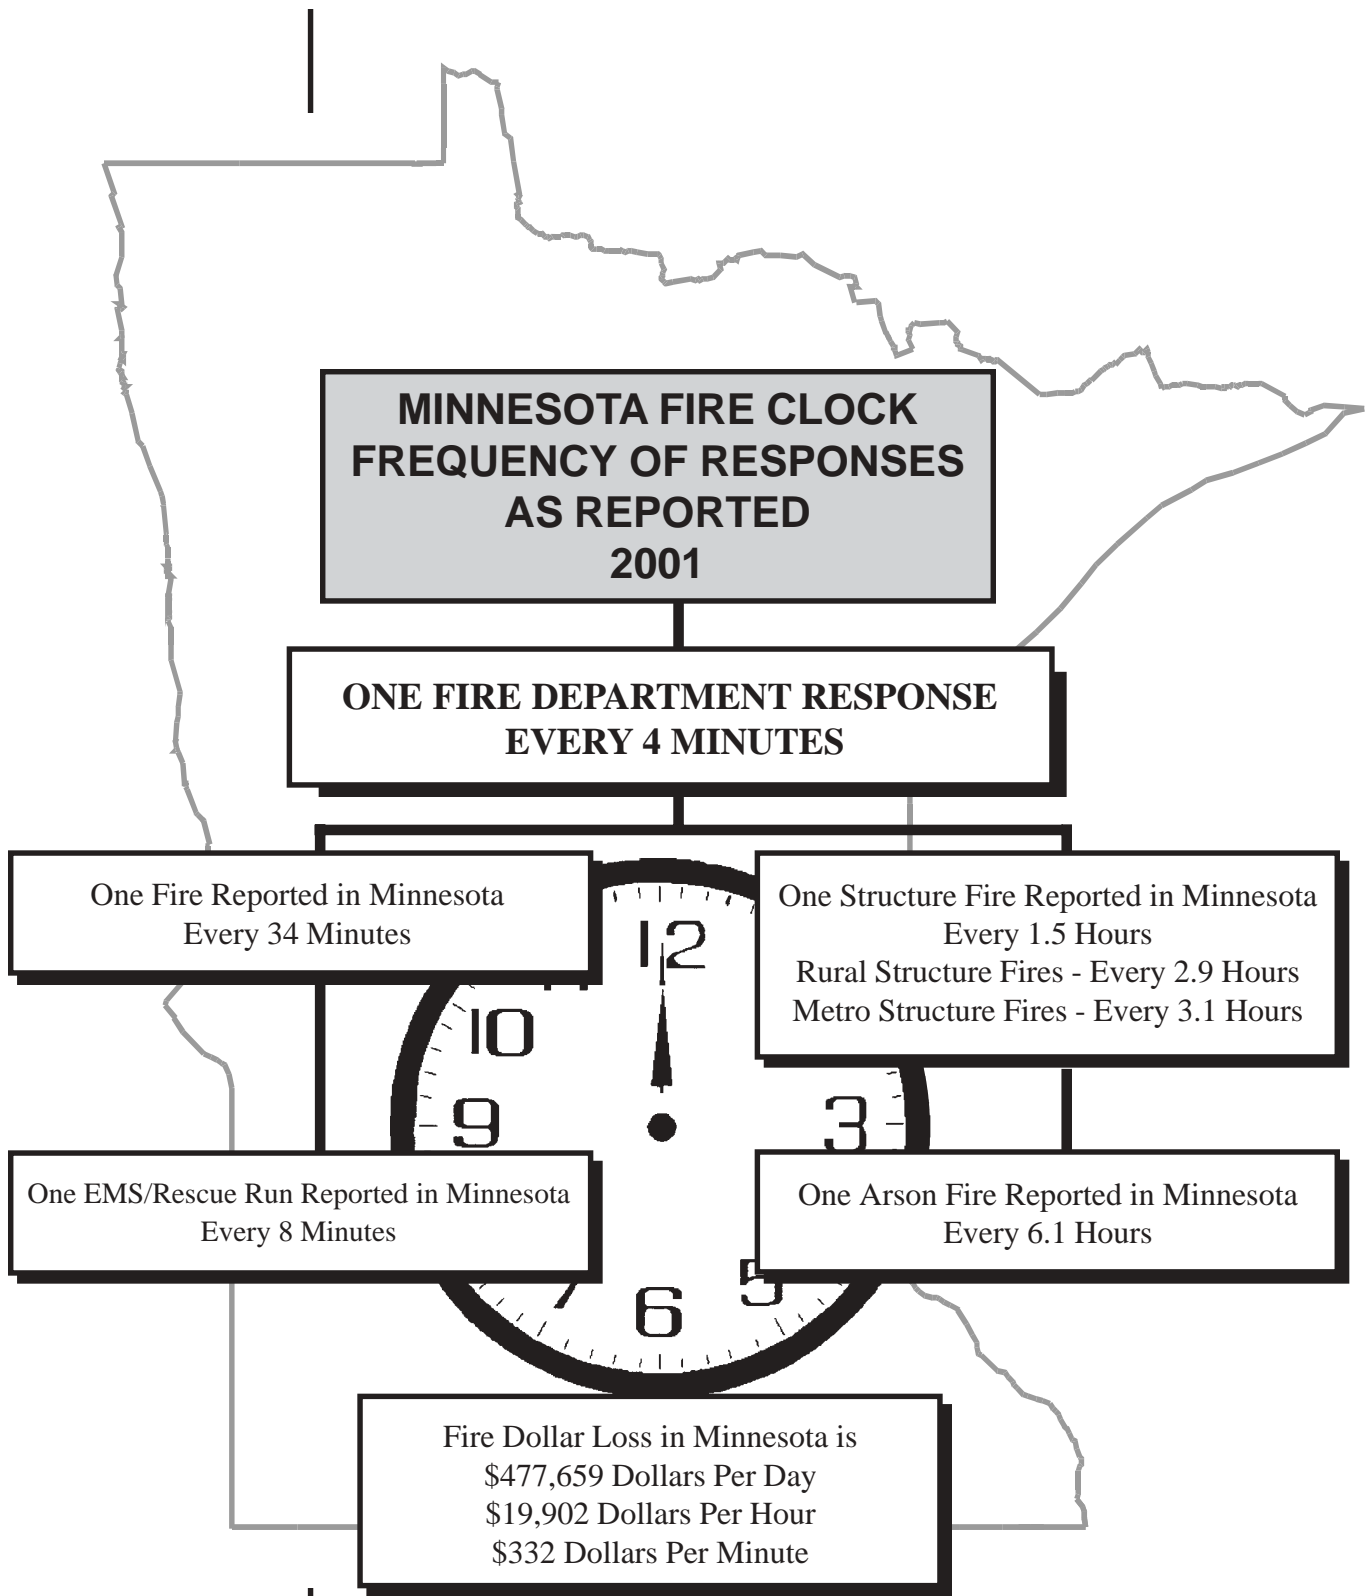 MINNESOTA FIRE CLOCK
FREQUENCY OF RESPONSES
AS REPORTED
2001
ONE FIRE DEPARTMENT RESPONSE
EVERY 4 MINUTES
One Fire Reported in Minnesota
Every 34 Minutes
One Structure Fire Reported in Minnesota
Every 1.5 Hours
Rural Structure Fires - Every 2.9 Hours
Metro Structure Fires - Every 3.1 Hours
12
10
9
3
One EMS/Rescue Run Reported in Minnesota
Every 8 Minutes
One Arson Fire Reported in Minnesota
Every 6.1 Hours
7
6
5
Fire Dollar Loss in Minnesota is
$477,659 Dollars Per Day
$19,902 Dollars Per Hour
$332 Dollars Per Minute